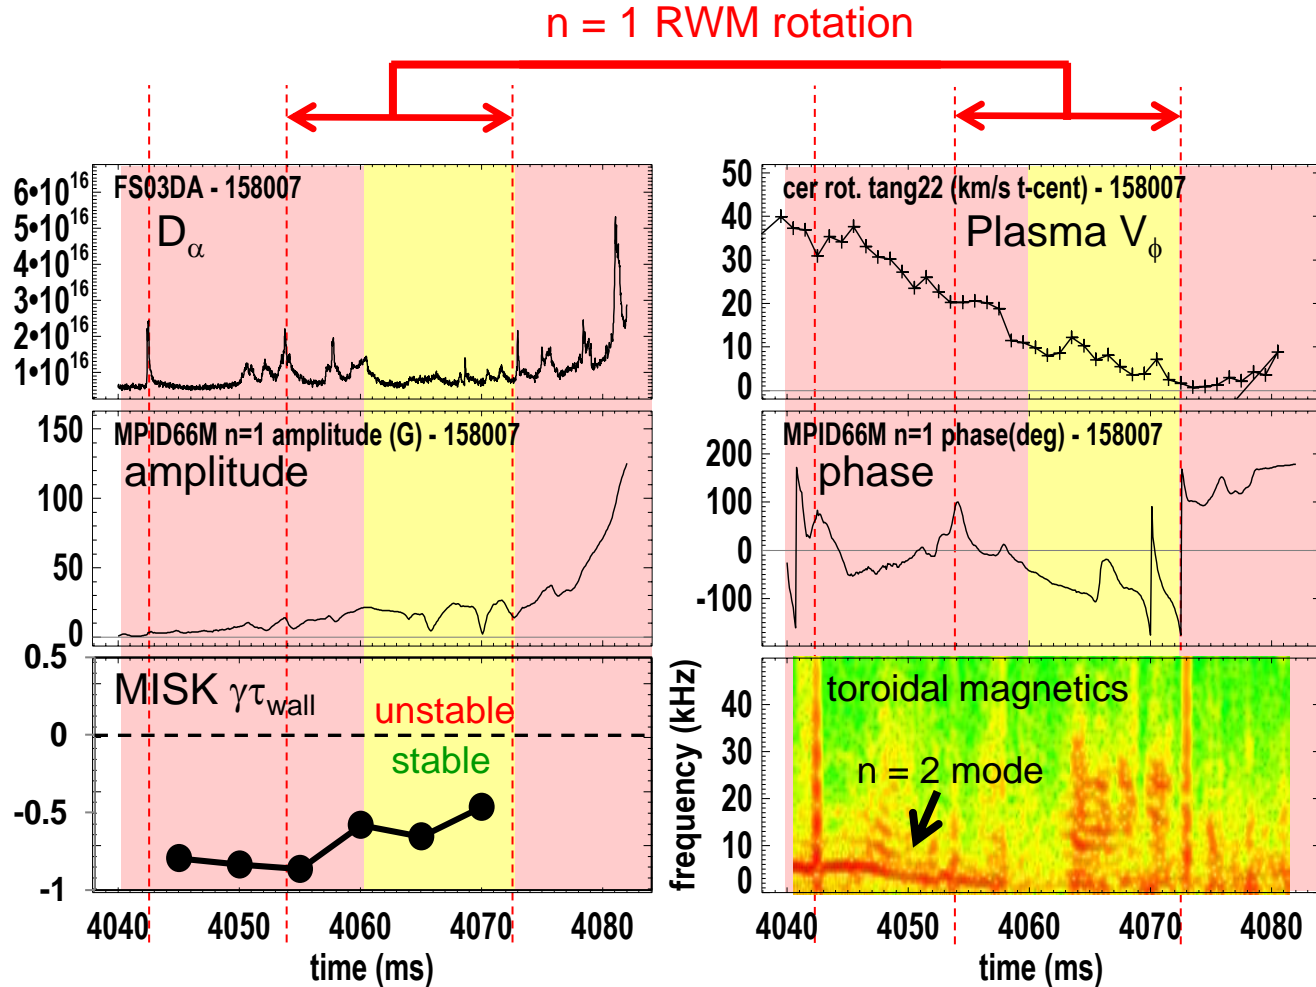 n = 1 RWM rotation
FS03DA - 158007
Dα
6•10^16
5•10^16
4•10^16
3•10^16
2•10^16
1•10^16
cer rot. tang22 (km/s t-cent) - 158007
Plasma Vϕ
50
40
30
20
10
0
MPID66M n=1 amplitude (G) - 158007
amplitude
150
100
50
0
MPID66M n=1 phase(deg) - 158007
phase
200
100
0
-100
MISK γτwall
unstable
stable
0.5
0
-0.5
-1
4040 4050 4060 4070 4080
time (ms)
toroidal magnetics
n = 2 mode
frequency (kHz)
40
30
20
10
0
4040 4050 4060 4070 4080
time (ms)